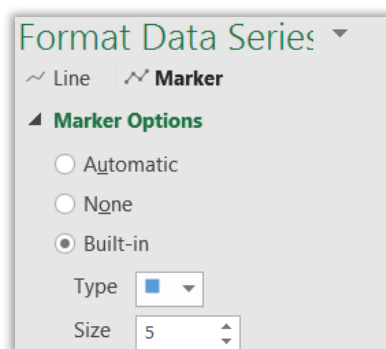 Format Data Series
Line Marker
Marker Options
Automatic
None
Built-in
Type
Size 5